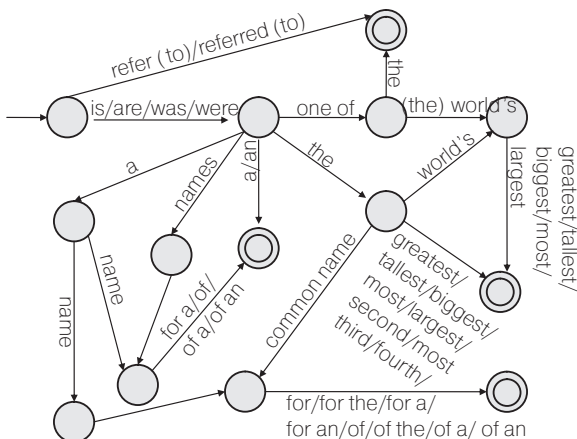 refer (to)/referred (to)
the
is/are/was/were
one of
(the) world's
a
names
a/an
the
world's
greatest/tallest/
biggest/most/
largest
name
name
for a/of/
of a/of an
common name
greatest/
tallest/biggest/
most/largest/
second/most
third/fourth/
for/for the/for a/
for an/of/of the/of a/ of an